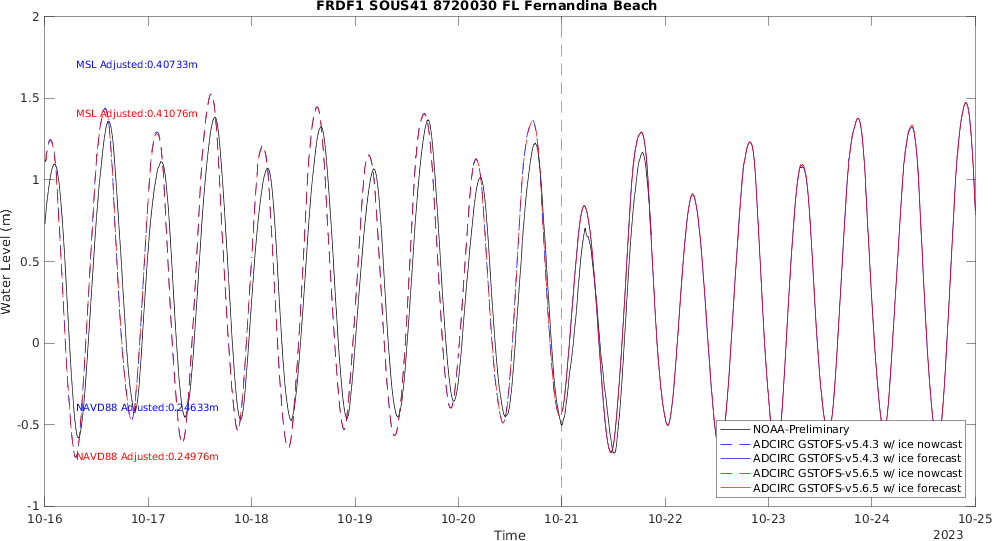 FRDF1 SOUS41 8720030 FL Fernandina Beach
2
1.5
1
0.5
0
-0.5
-1
Water Level (m)
MSL Adjusted:0.40733m
MSL Adjusted:0.41076m
NAVD88 Adjusted:0.24633m
NAVD88 Adjusted:0.24976m
NOAA-Preliminary
ADCIRC GSTOFS-v5.4.3 w/ ice nowcast
ADCIRC GSTOFS-v5.4.3 w/ ice forecast
ADCIRC GSTOFS-v5.6.5 w/ ice nowcast
ADCIRC GSTOFS-v5.6.5 w/ ice forecast
10-16 10-17 10-18 10-19 10-20 10-21 10-22 10-23 10-24 10-25
Time
2023